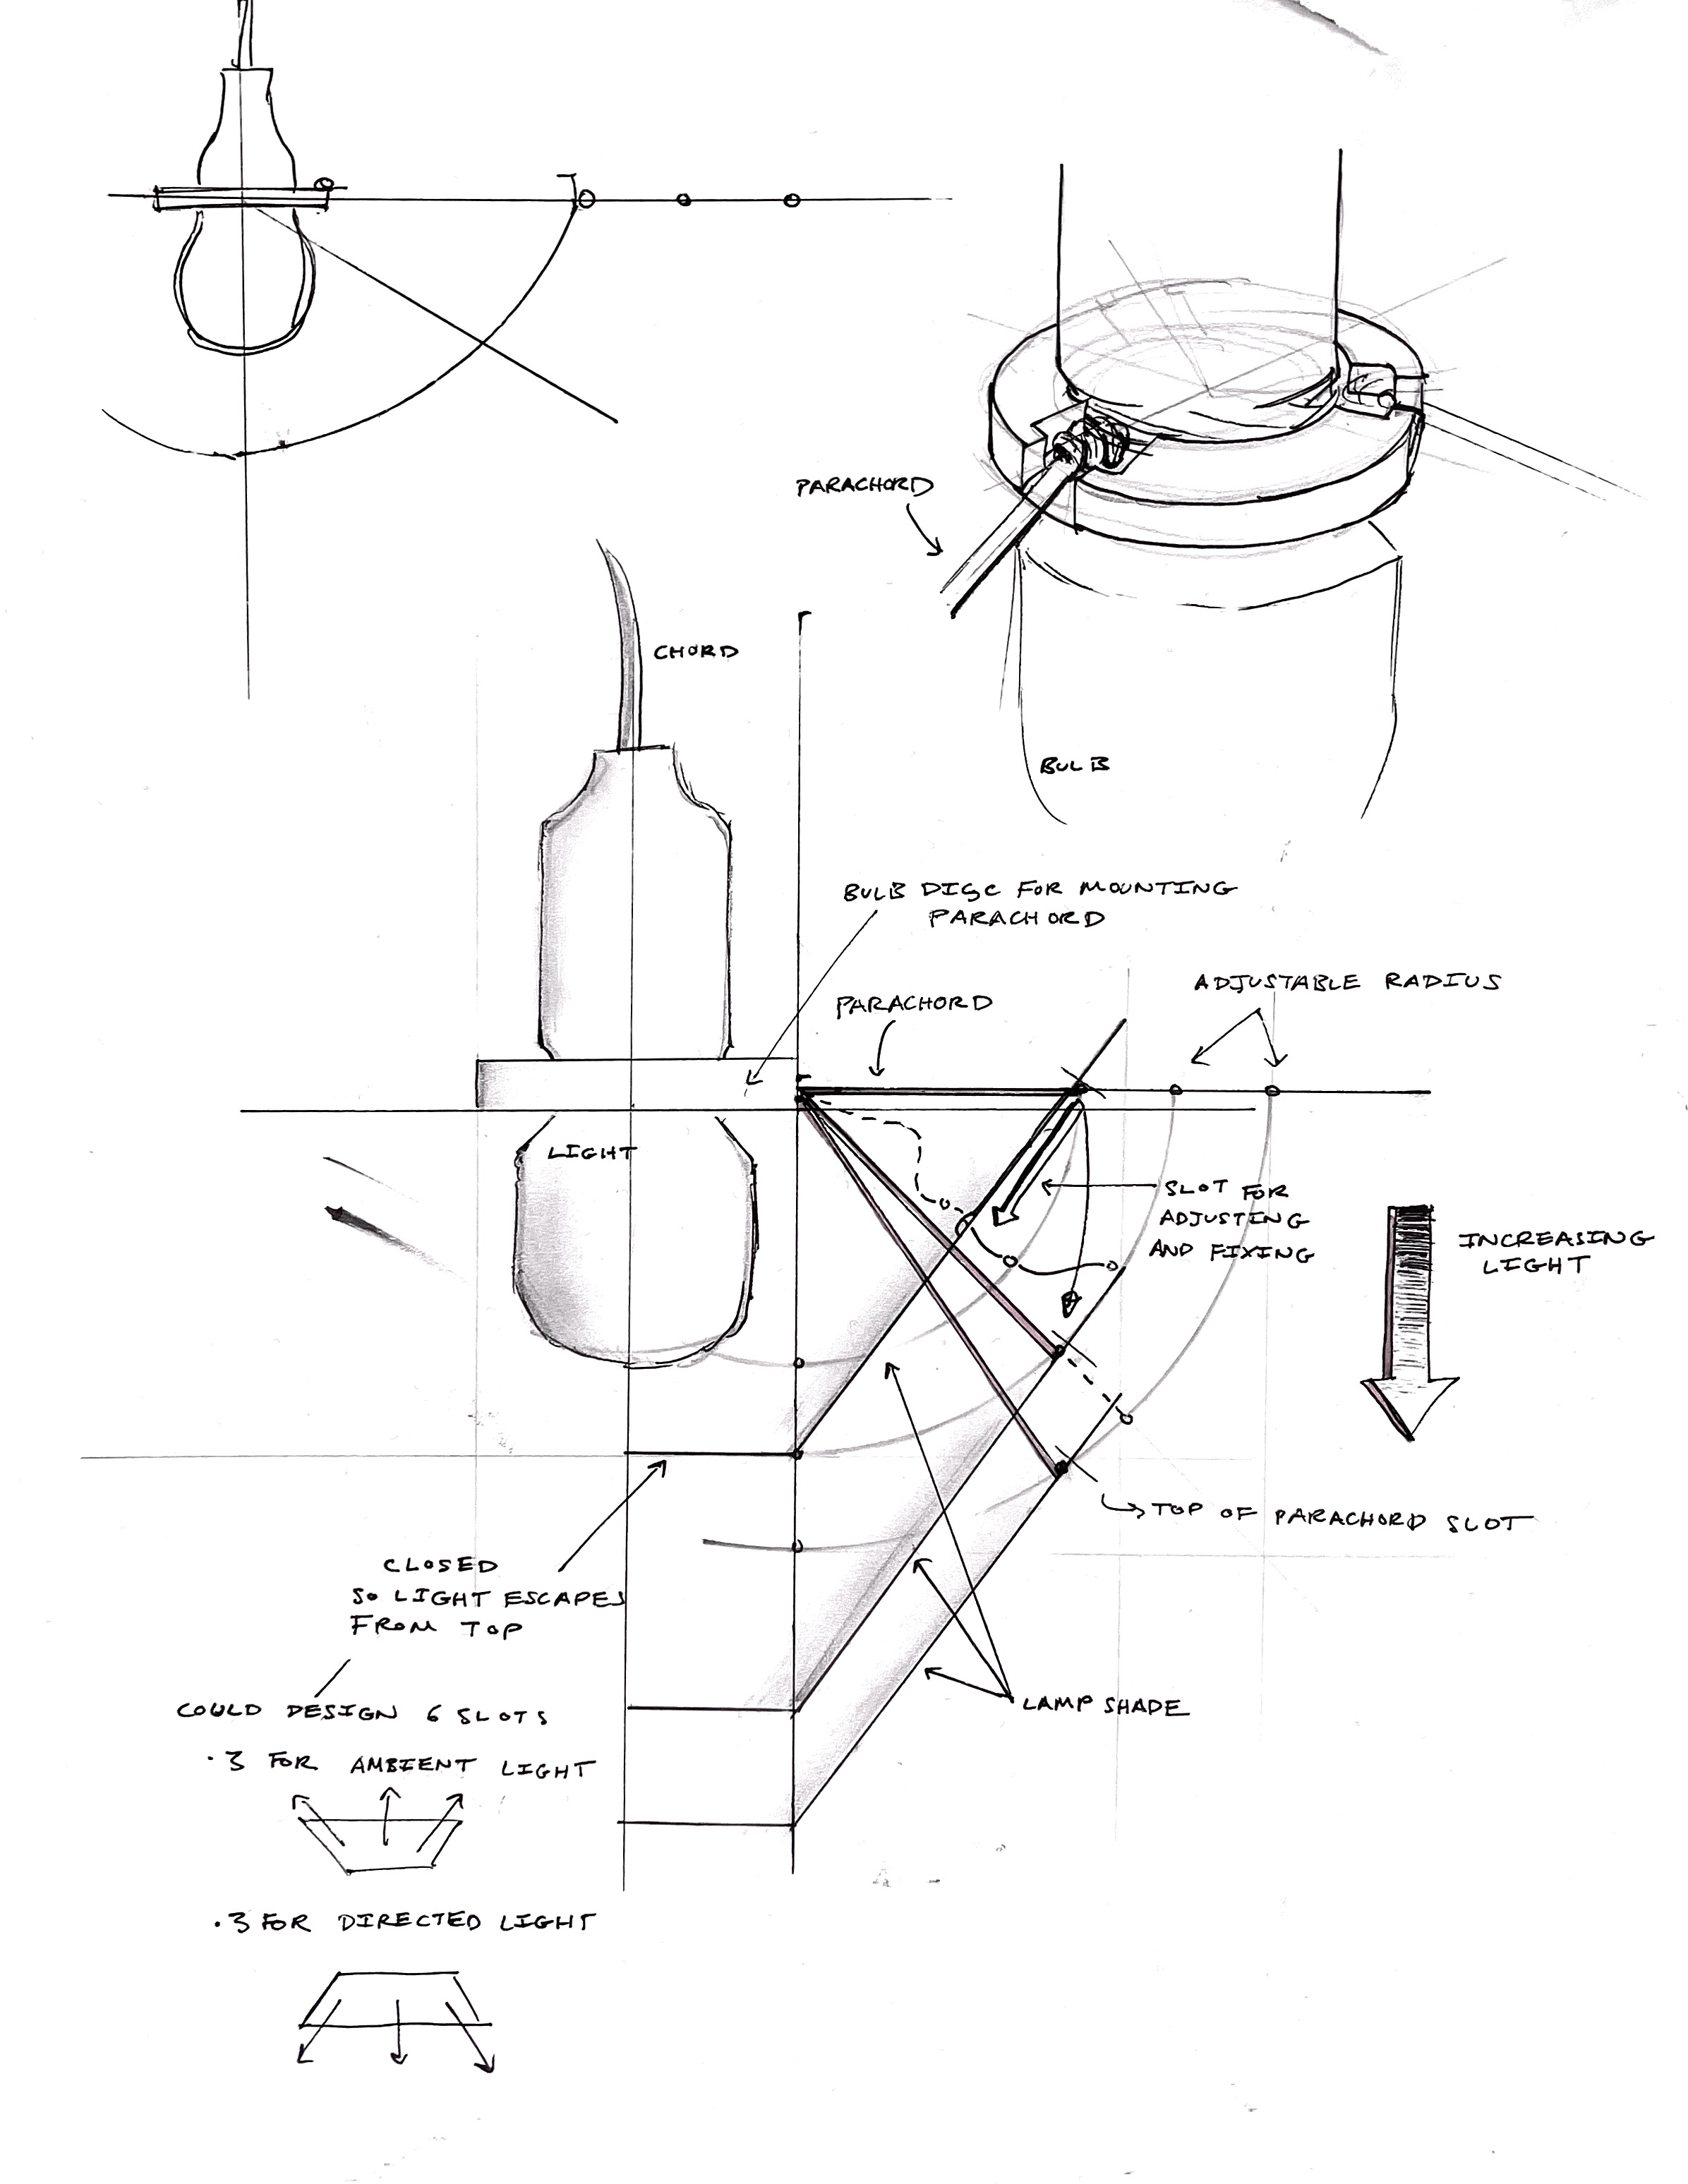 PARACHORD
CHORD
BULB
BULB DISC FOR MOUNTING
PARACHORD
PARACHORD
ADJUSTABLE RADIUS
LIGHT
SLOT FOR
ADJUSTING
AND FIXING
INCREASING
LIGHT
TOP OF PARACHORD SLOT
CLOSED
SO LIGHT ESCAPES
FROM TOP
LAMP SHADE
COULD DESIGN 6 SLOTS
·3 FOR AMBIENT LIGHT
·3 FOR DIRECTED LIGHT